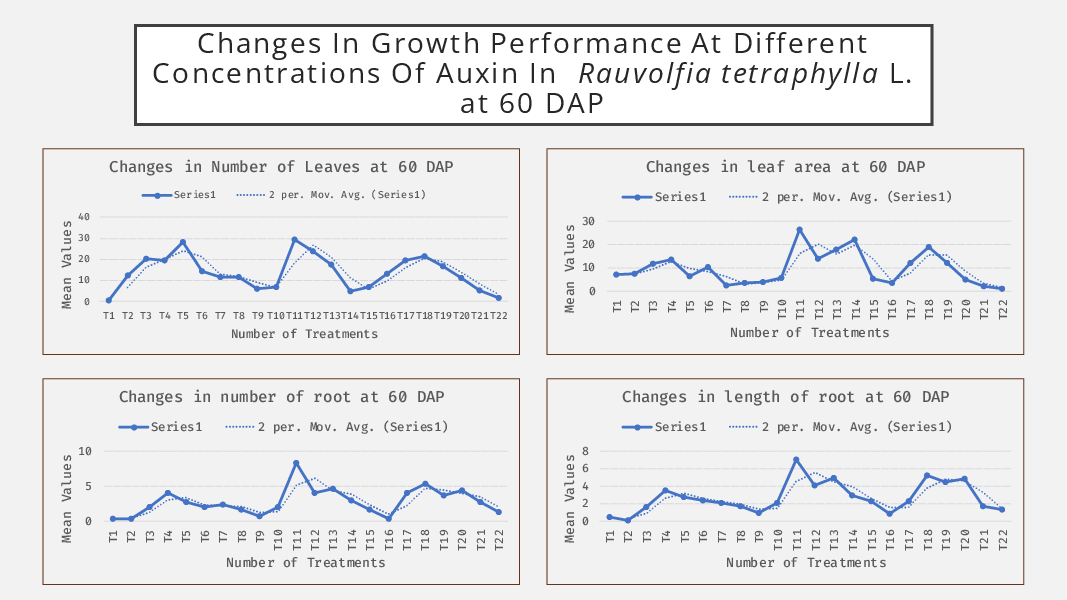 Changes In Growth Performance At Different
Concentrations Of Auxin In Rauvolfia tetraphylla L.
at 60 DAP
Changes in Number of Leaves at 60 DAP
Series1 2 per. Mov. Avg. (Series1)
40
30
20
10
0
Mean Values
T1 T2 T3 T4 T5 T6 T7 T8 T9 T10 T11 T12 T13 T14 T15 T16 T17 T18 T19 T20 T21 T22
Number of Treatments
Changes in leaf area at 60 DAP
Series1 2 per. Mov. Avg. (Series1)
30
20
10
0
Mean Values
T1 T2 T3 T4 T5 T6 T7 T8 T9 T10 T11 T12 T13 T14 T15 T16 T17 T18 T19 T20 T21 T22
Number of Treatments
Changes in number of root at 60 DAP
Series1 2 per. Mov. Avg. (Series1)
10
5
0
Mean Values
T1 T2 T3 T4 T5 T6 T7 T8 T9 T10 T11 T12 T13 T14 T15 T16 T17 T18 T19 T20 T21 T22
Number of Treatments
Changes in length of root at 60 DAP
Series1 2 per. Mov. Avg. (Series1)
8
6
4
2
0
Mean Values
T1 T2 T3 T4 T5 T6 T7 T8 T9 T10 T11 T12 T13 T14 T15 T16 T17 T18 T19 T20 T21 T22
Number of Treatments